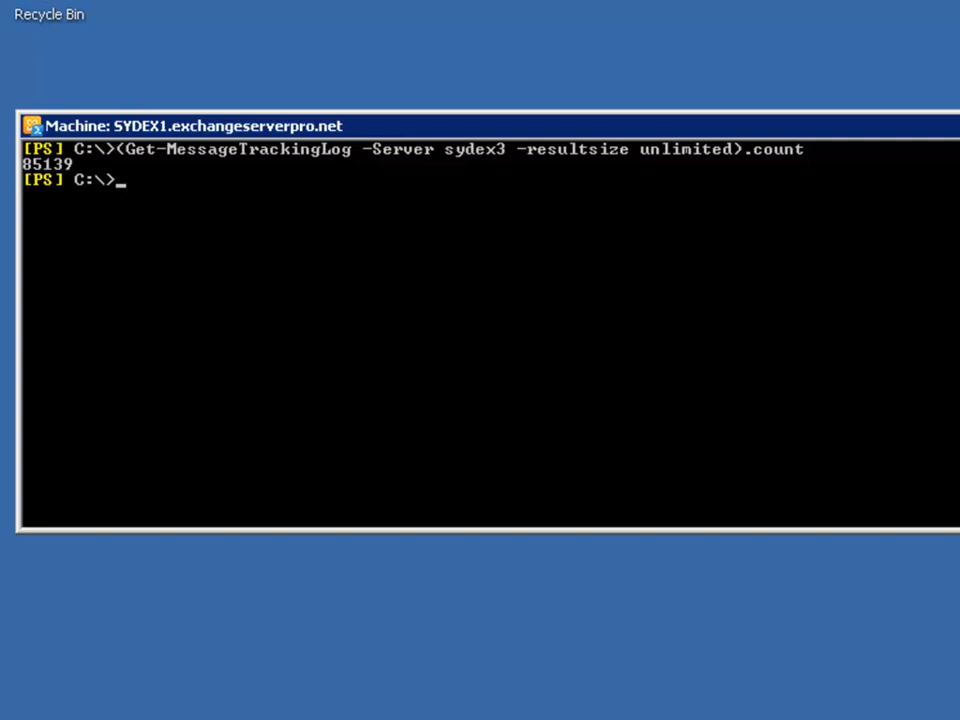 Recycle Bin
Machine: SYDEX1.exchangeserverpro.net
[PS] C:\>(Get-MessageTrackingLog -Server sydex3 -resultsize unlimited).count
85139
[PS] C:\>_